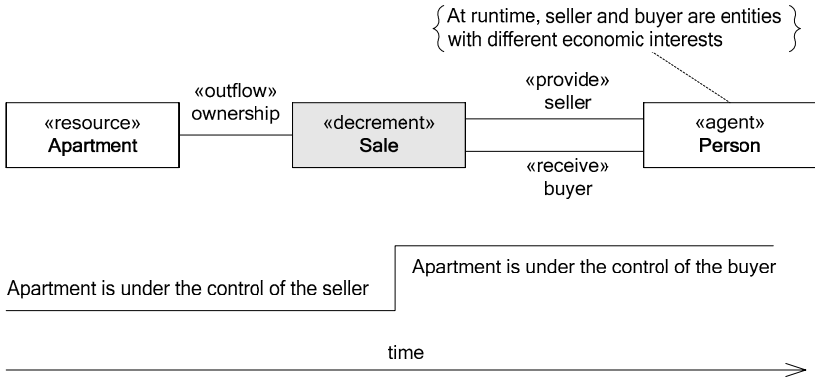 At runtime, seller and buyer are entities
with different economic interests
«outflow»
ownership
«provide»
seller
«resource»
Apartment
«decrement»
Sale
«agent»
Person
«receive»
buyer
Apartment is under the control of the buyer
Apartment is under the control of the seller
time